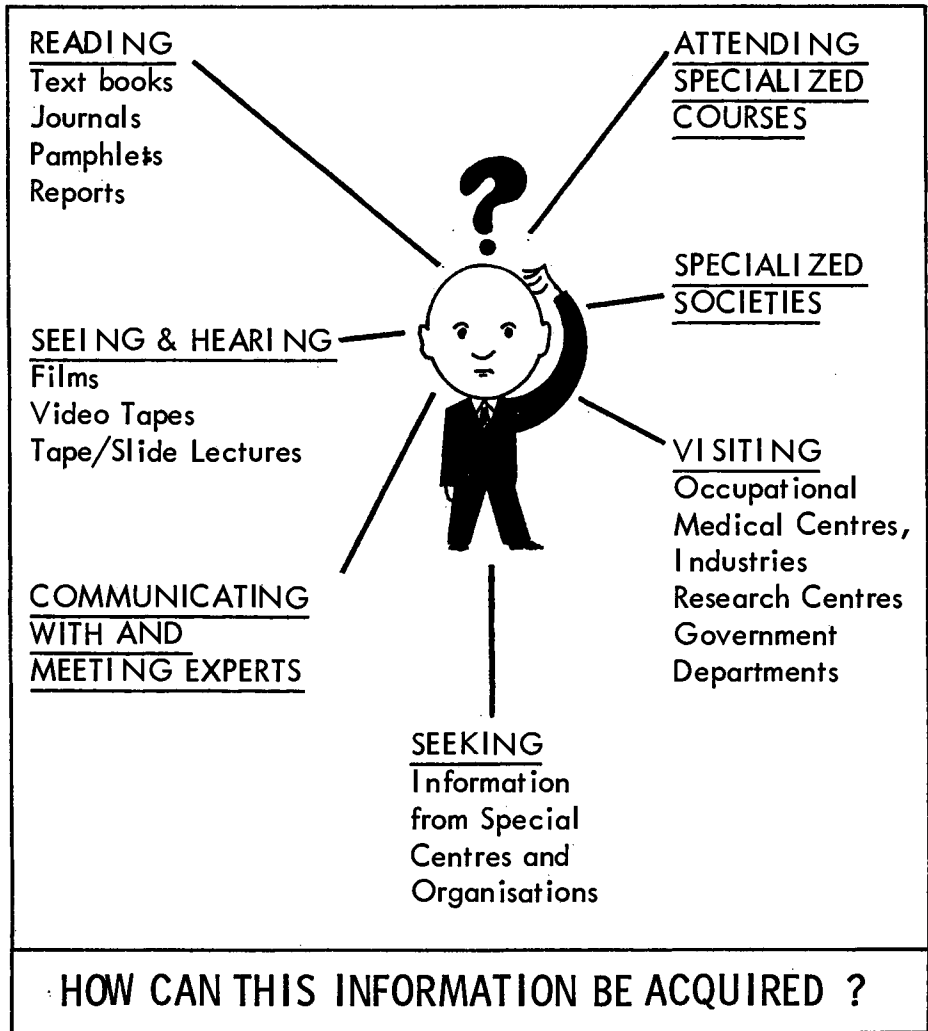 READING
Text books
Journals
Pamphlets
Reports
ATTENDING
SPECIALIZED
COURSES
?
SPECIALIZED
SOCIETIES
SEEING & HEARING
Films
Video Tapes
Tape/Slide Lectures
VISITING
Occupational
Medical Centres,
Industries
Research Centres
Government
Departments
COMMUNICATING
WITH AND
MEETING EXPERTS
SEEKING
Information
from Special
Centres and
Organisations
HOW CAN THIS INFORMATION BE ACQUIRED ?